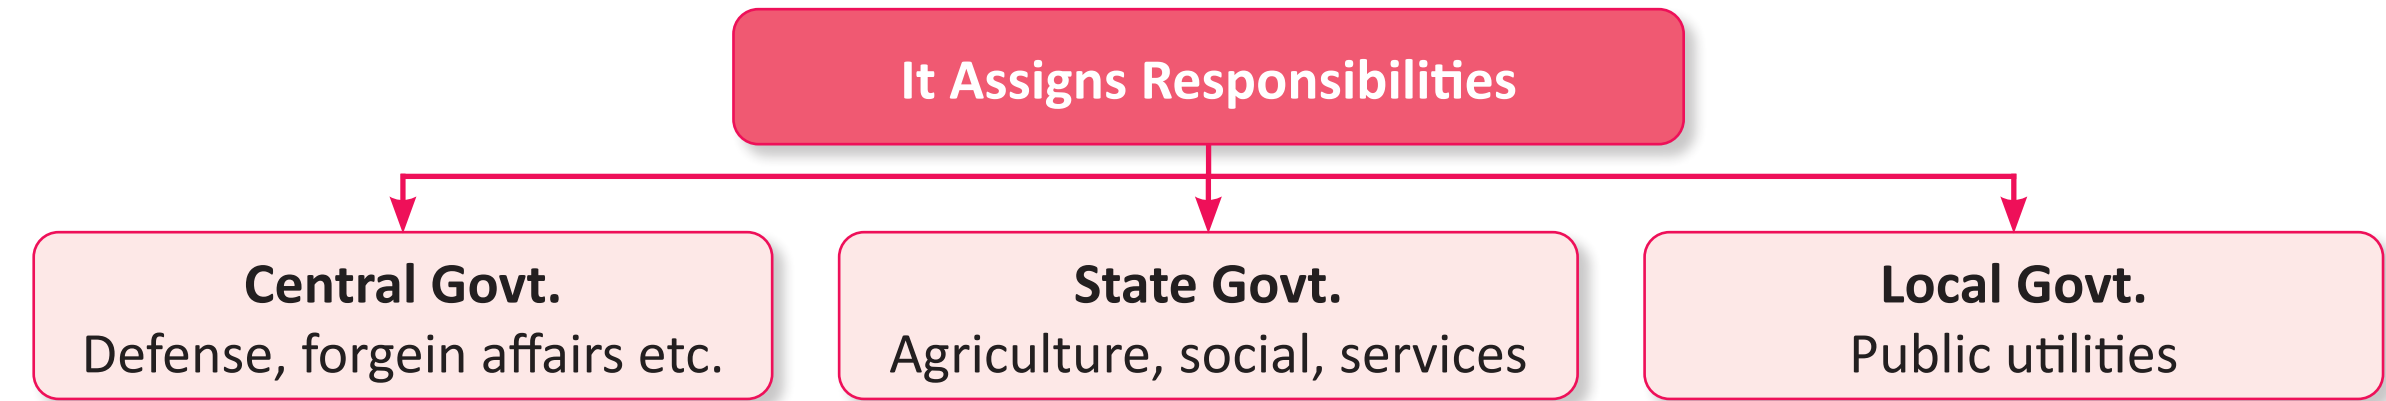 It Assigns Responsibilities
Central Govt.
Defense, forgein affairs etc.
State Govt.
Agriculture, social, services
Local Govt.
Public utilities